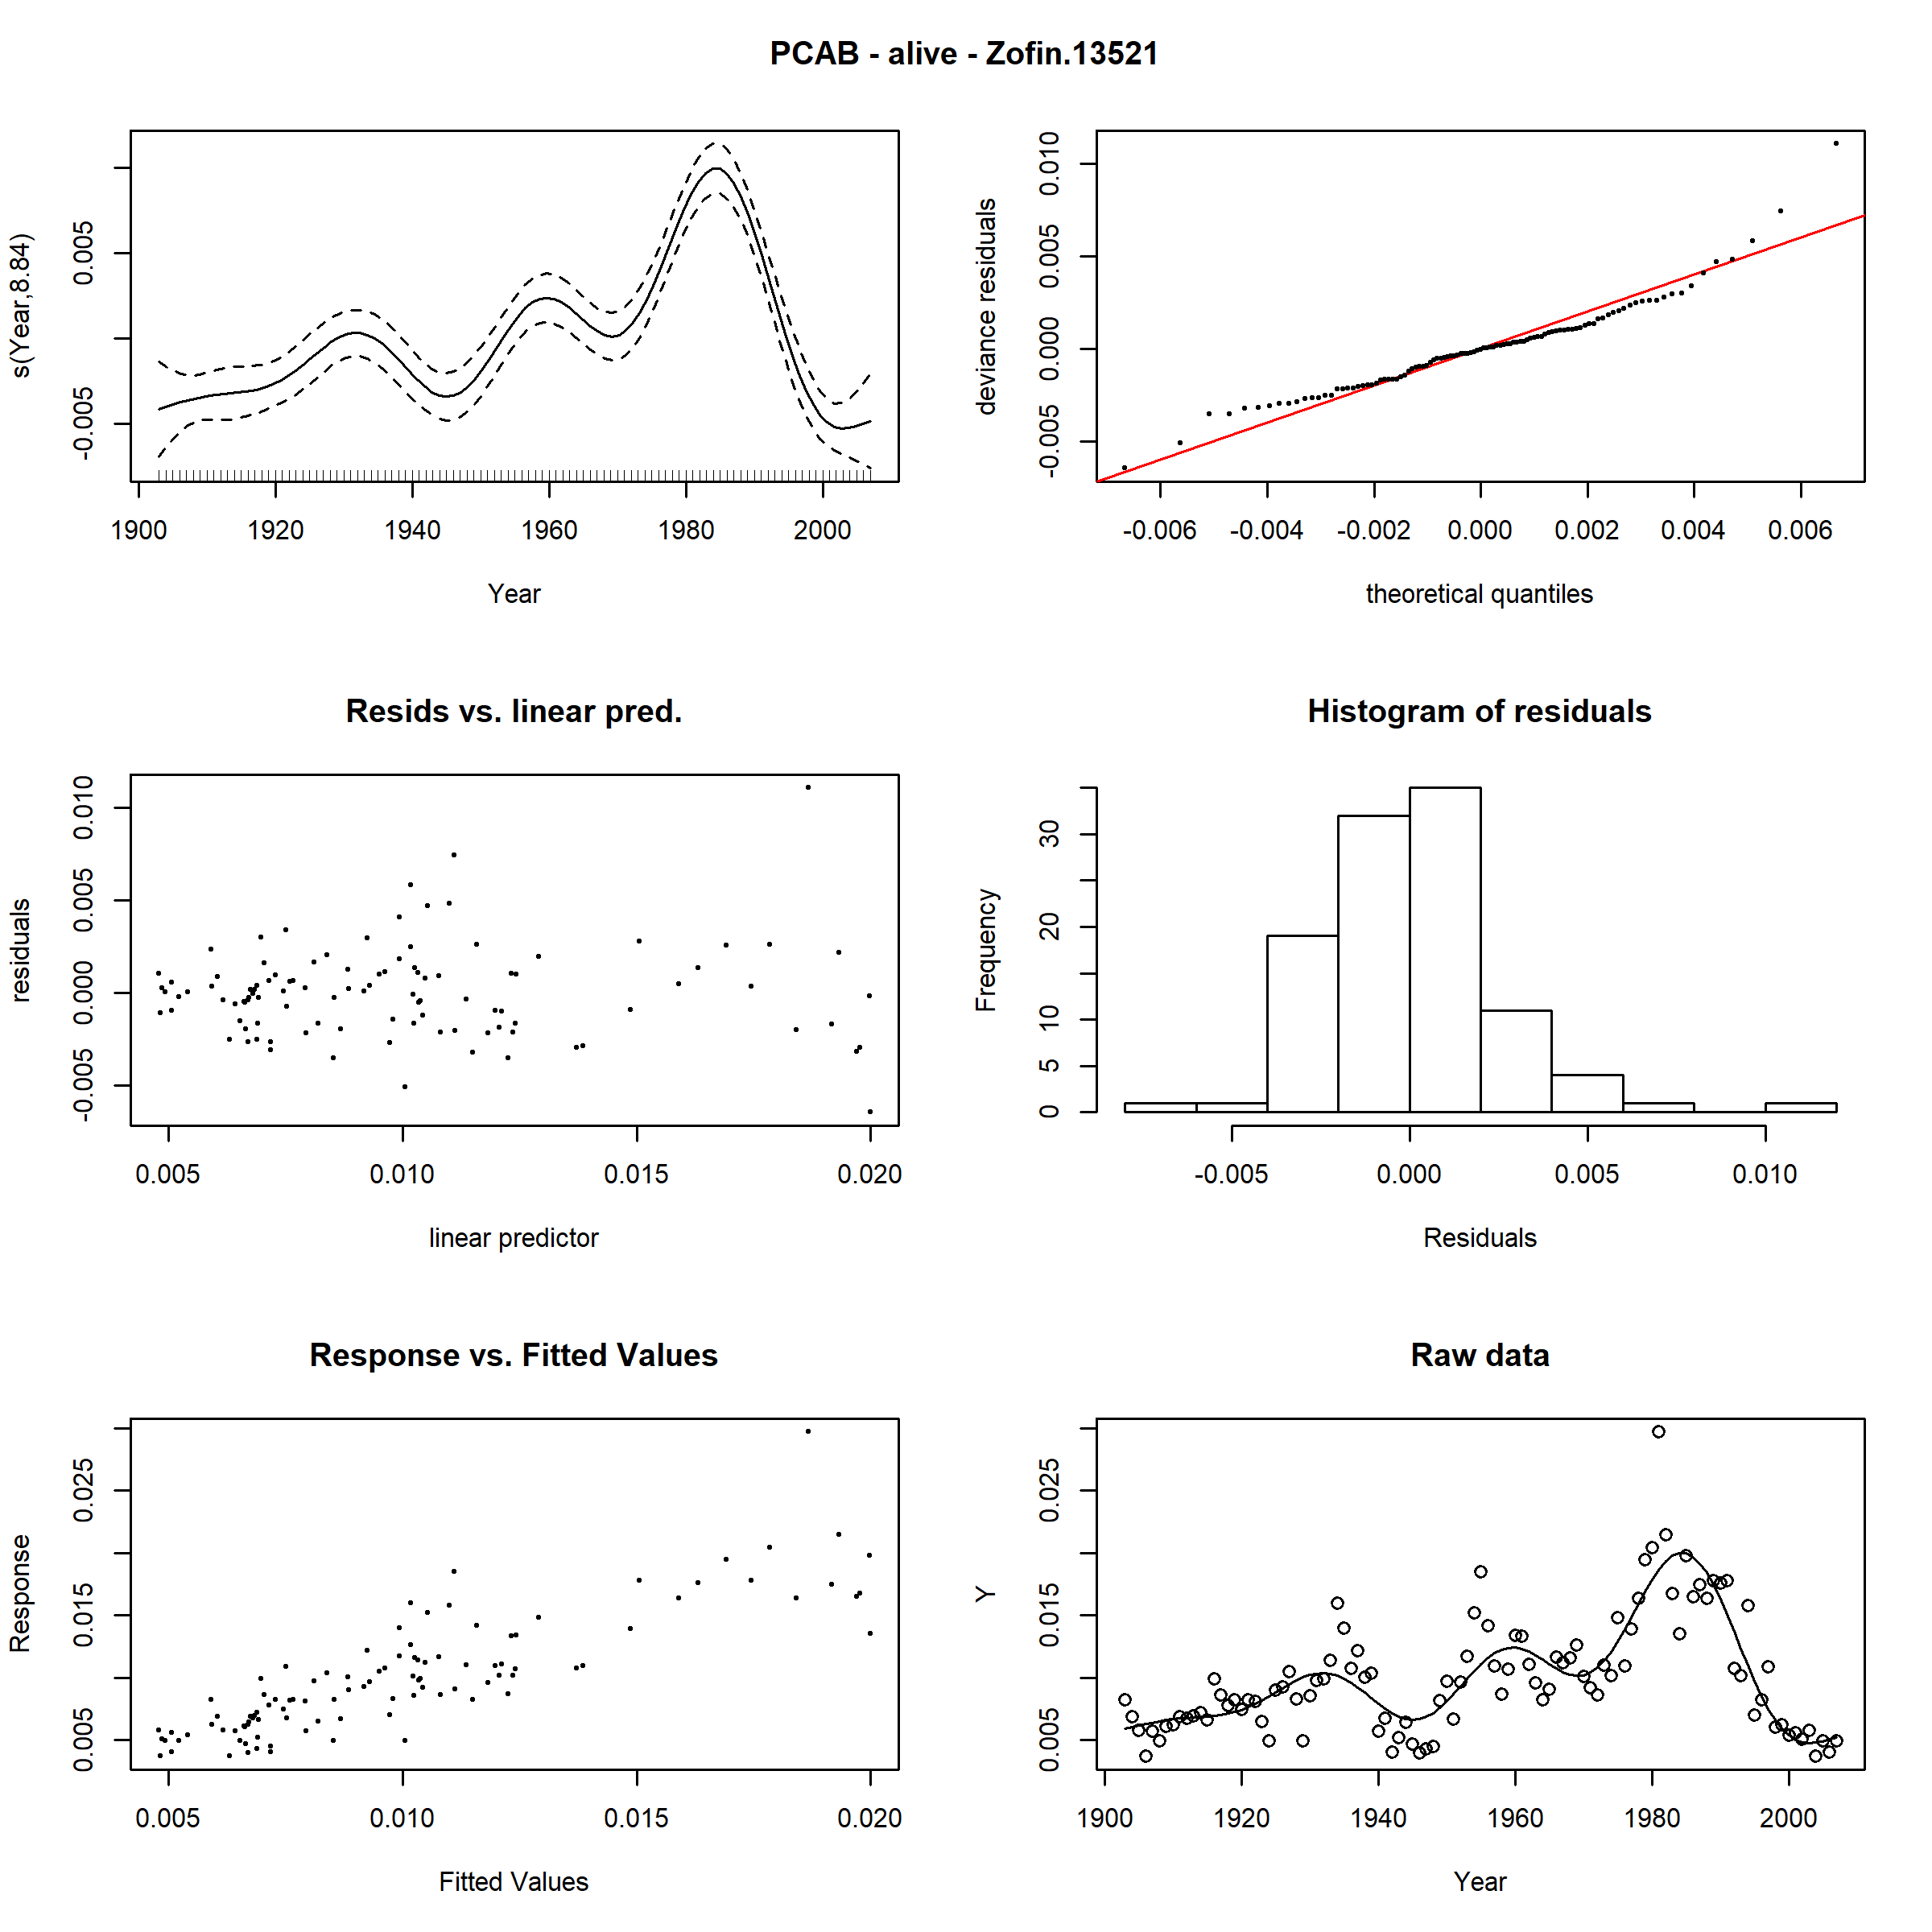 PCAB - alive - Zofin.13521
s(Year,8.84)
-0.005 0.005
1900 1920 1940 1960 1980 2000
Year
deviance residuals
-0.005 0.000 0.005 0.010
-0.006 -0.004 -0.002 0.000 0.002 0.004 0.006
theoretical quantiles
Resids vs. linear pred.
residuals
-0.005 0.000 0.005 0.010
0.005 0.010 0.015 0.020
linear predictor
Histogram of residuals
Frequency
0 5 10 20 30
-0.005 0.000 0.005 0.010
Residuals
Response vs. Fitted Values
Response
0.005 0.015 0.025
0.005 0.010 0.015 0.020
Fitted Values
Raw data
Y
0.005 0.015 0.025
1900 1920 1940 1960 1980 2000
Year